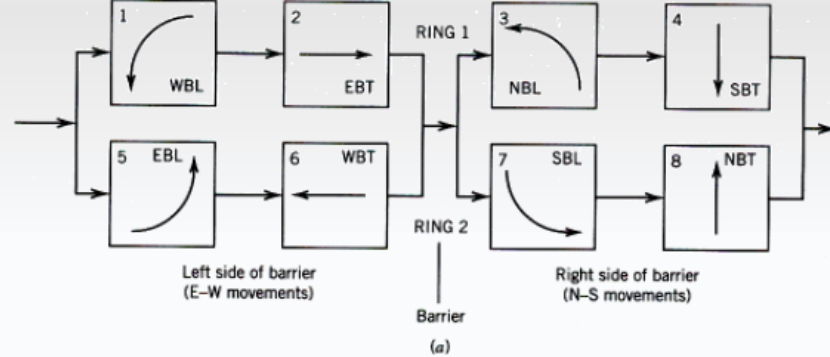 1
WBL
2
EBT
RING 1
3
NBL
4
SBT
5 EBL
6 WBT
RING 2
7 SBL
8 NBT
Left side of barrier
(E–W movements)
Right side of barrier
(N–S movements)
Barrier
(a)